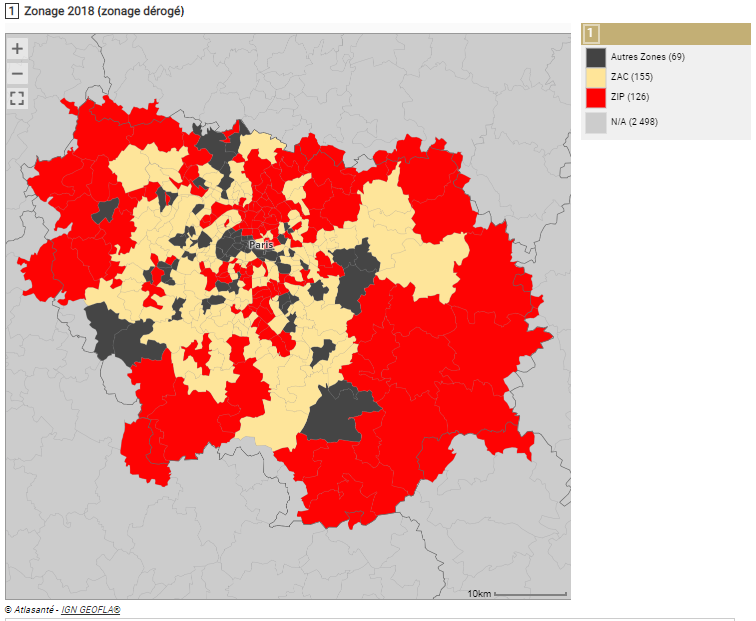 1 Zonage 2018 (zonage dérogé)
1
Autres Zones (69)
ZAC (155)
ZIP (126)
N/A (2 498)
+
−
Paris
10km
© Atlasanté - IGN GEOFLA®